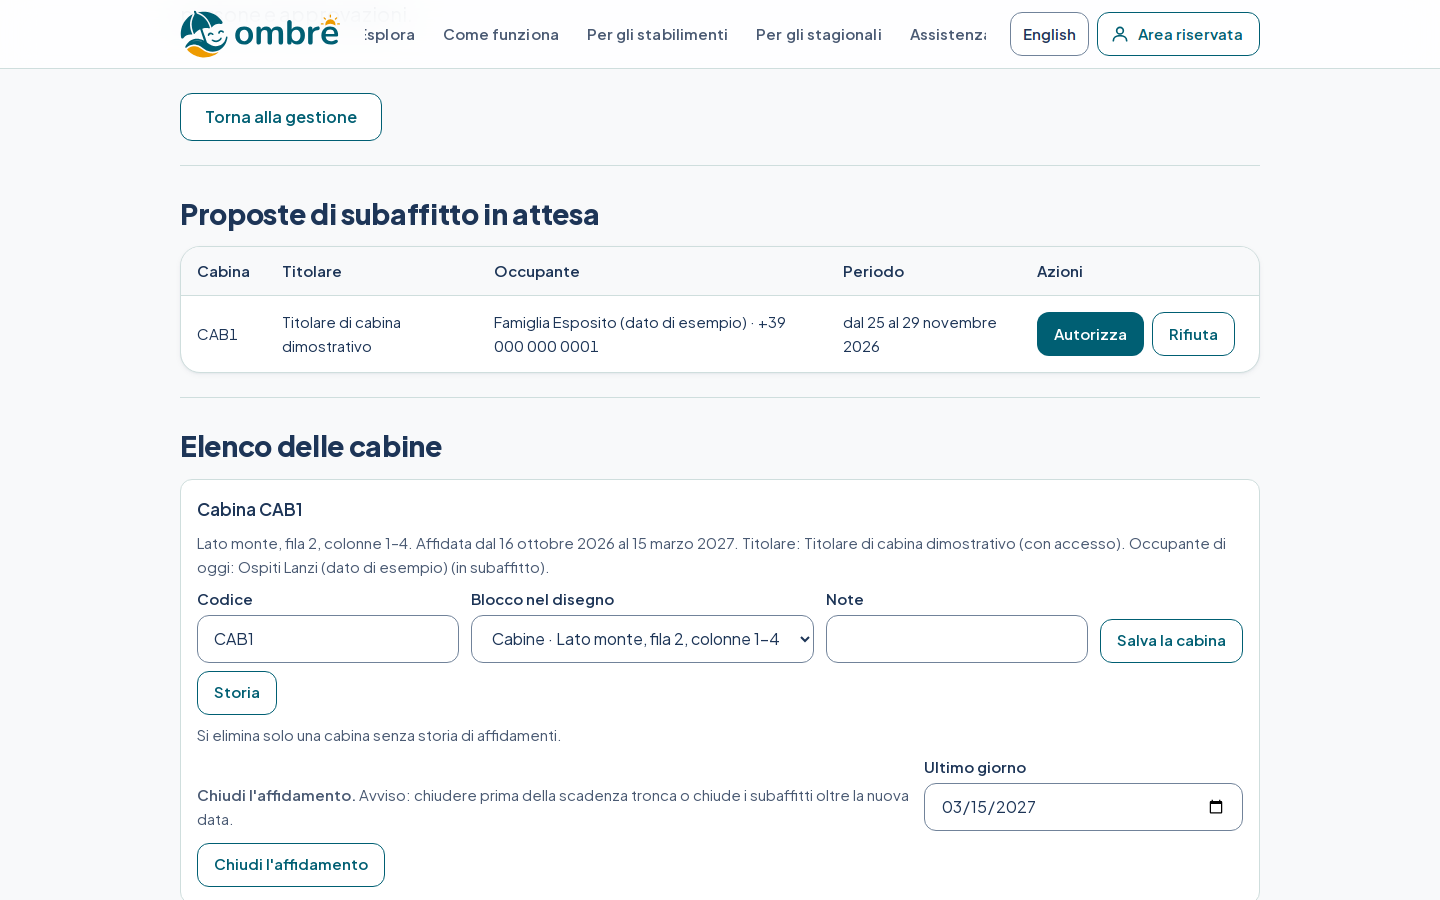 ombrē
Esplora
Come funziona
Per gli stabilimenti
Per gli stagionali
Assistenza
English
Area riservata
Torna alla gestione
Proposte di subaffitto in attesa
Cabina Titolare Occupante Periodo Azioni
CAB1
Titolare di cabina
dimostrativo
Famiglia Esposito (dato di esempio) · +39
000 000 0001
dal 25 al 29 novembre
2026
Autorizza
Rifiuta
Elenco delle cabine
Cabina CAB1
Lato monte, fila 2, colonne 1–4. Affidata dal 16 ottobre 2026 al 15 marzo 2027. Titolare: Titolare di cabina dimostrativo (con accesso). Occupante di
oggi: Ospiti Lanzi (dato di esempio) (in subaffitto).
Codice
CAB1
Blocco nel disegno
Cabine · Lato monte, fila 2, colonne 1–4
Note
Salva la cabina
Storia
Si elimina solo una cabina senza storia di affidamenti.
Chiudi l'affidamento. Avviso: chiudere prima della scadenza tronca o chiude i subaffitti oltre la nuova
data.
Ultimo giorno
03/15/2027
Chiudi l'affidamento